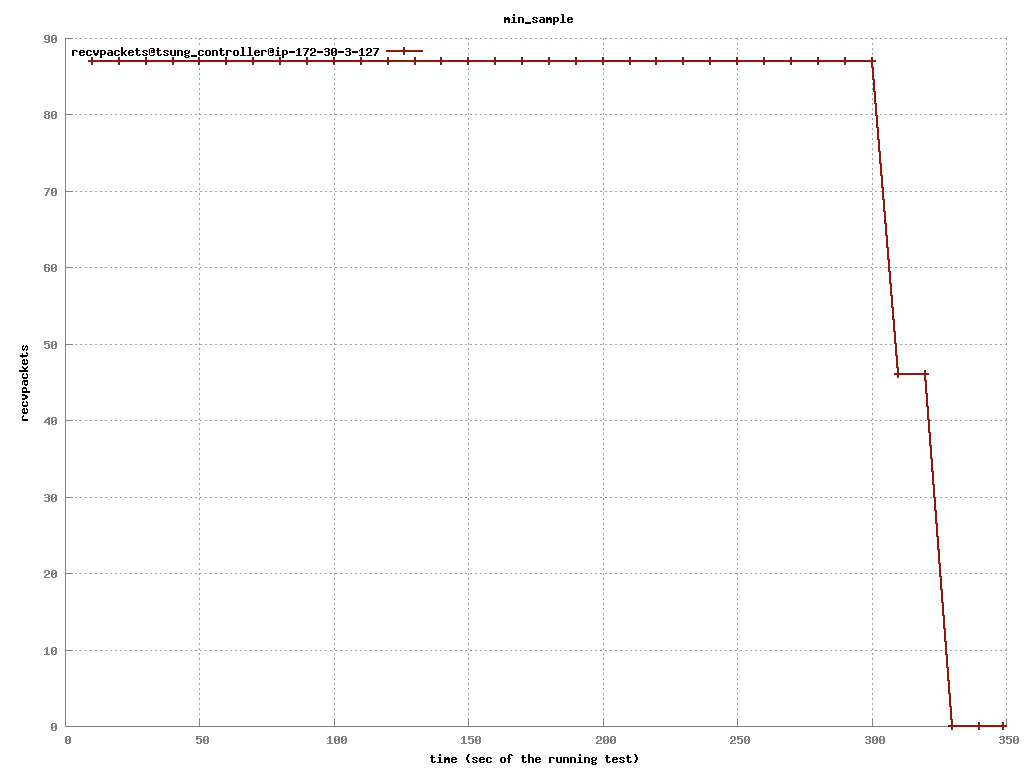 min_sample
recvpackets@tsung_controller@ip-172-30-3-127
90
80
70
60
50
40
30
20
10
0
recvpackets
0 50 100 150 200 250 300 350
time (sec of the running test)